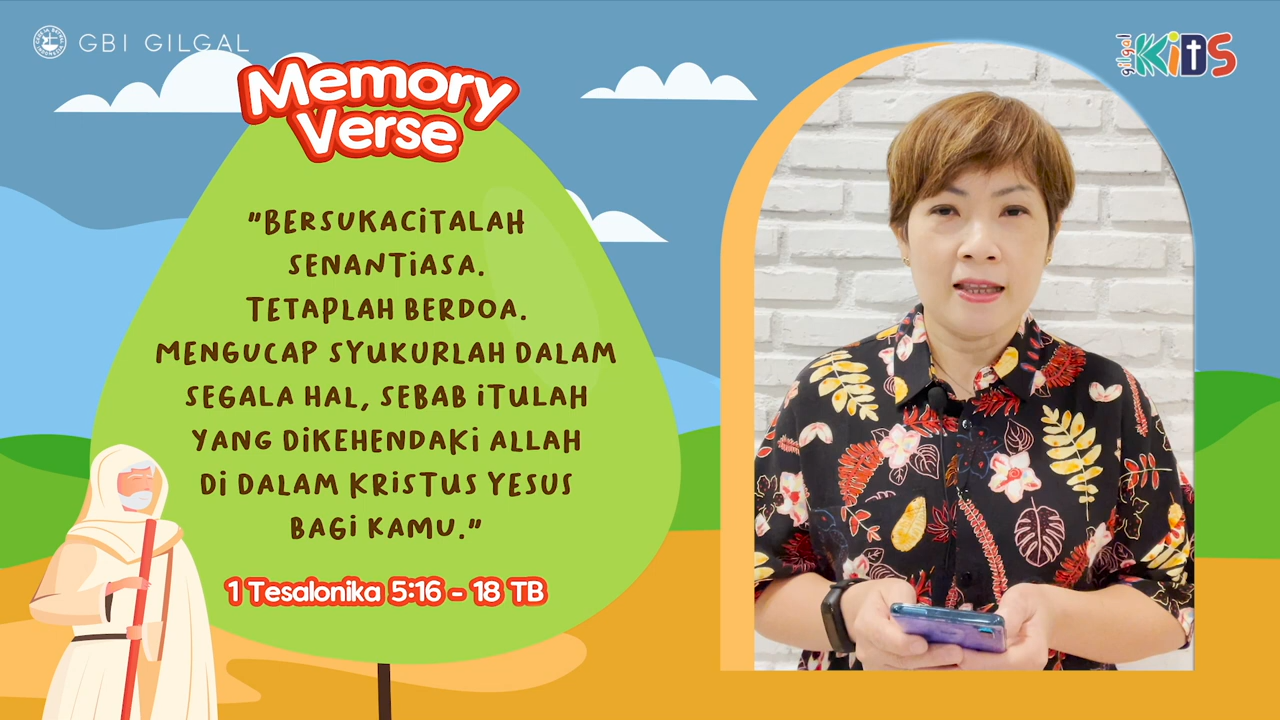 GBI GILGAL
gilgal KiDS
Memory
Verse
"BERSUKACiTALAH
SENANTiASA.
TETAPLAH BERDOA.
MENGUCAP SYUKURLAH DALAM
SEGALA HAL, SEBAB iTULAH
YANG DiKEHENDAKi ALLAH
Di DALAM KRiSTUS YESUS
BAGi KAMU."
1 Tesalonika 5:16 - 18 TB